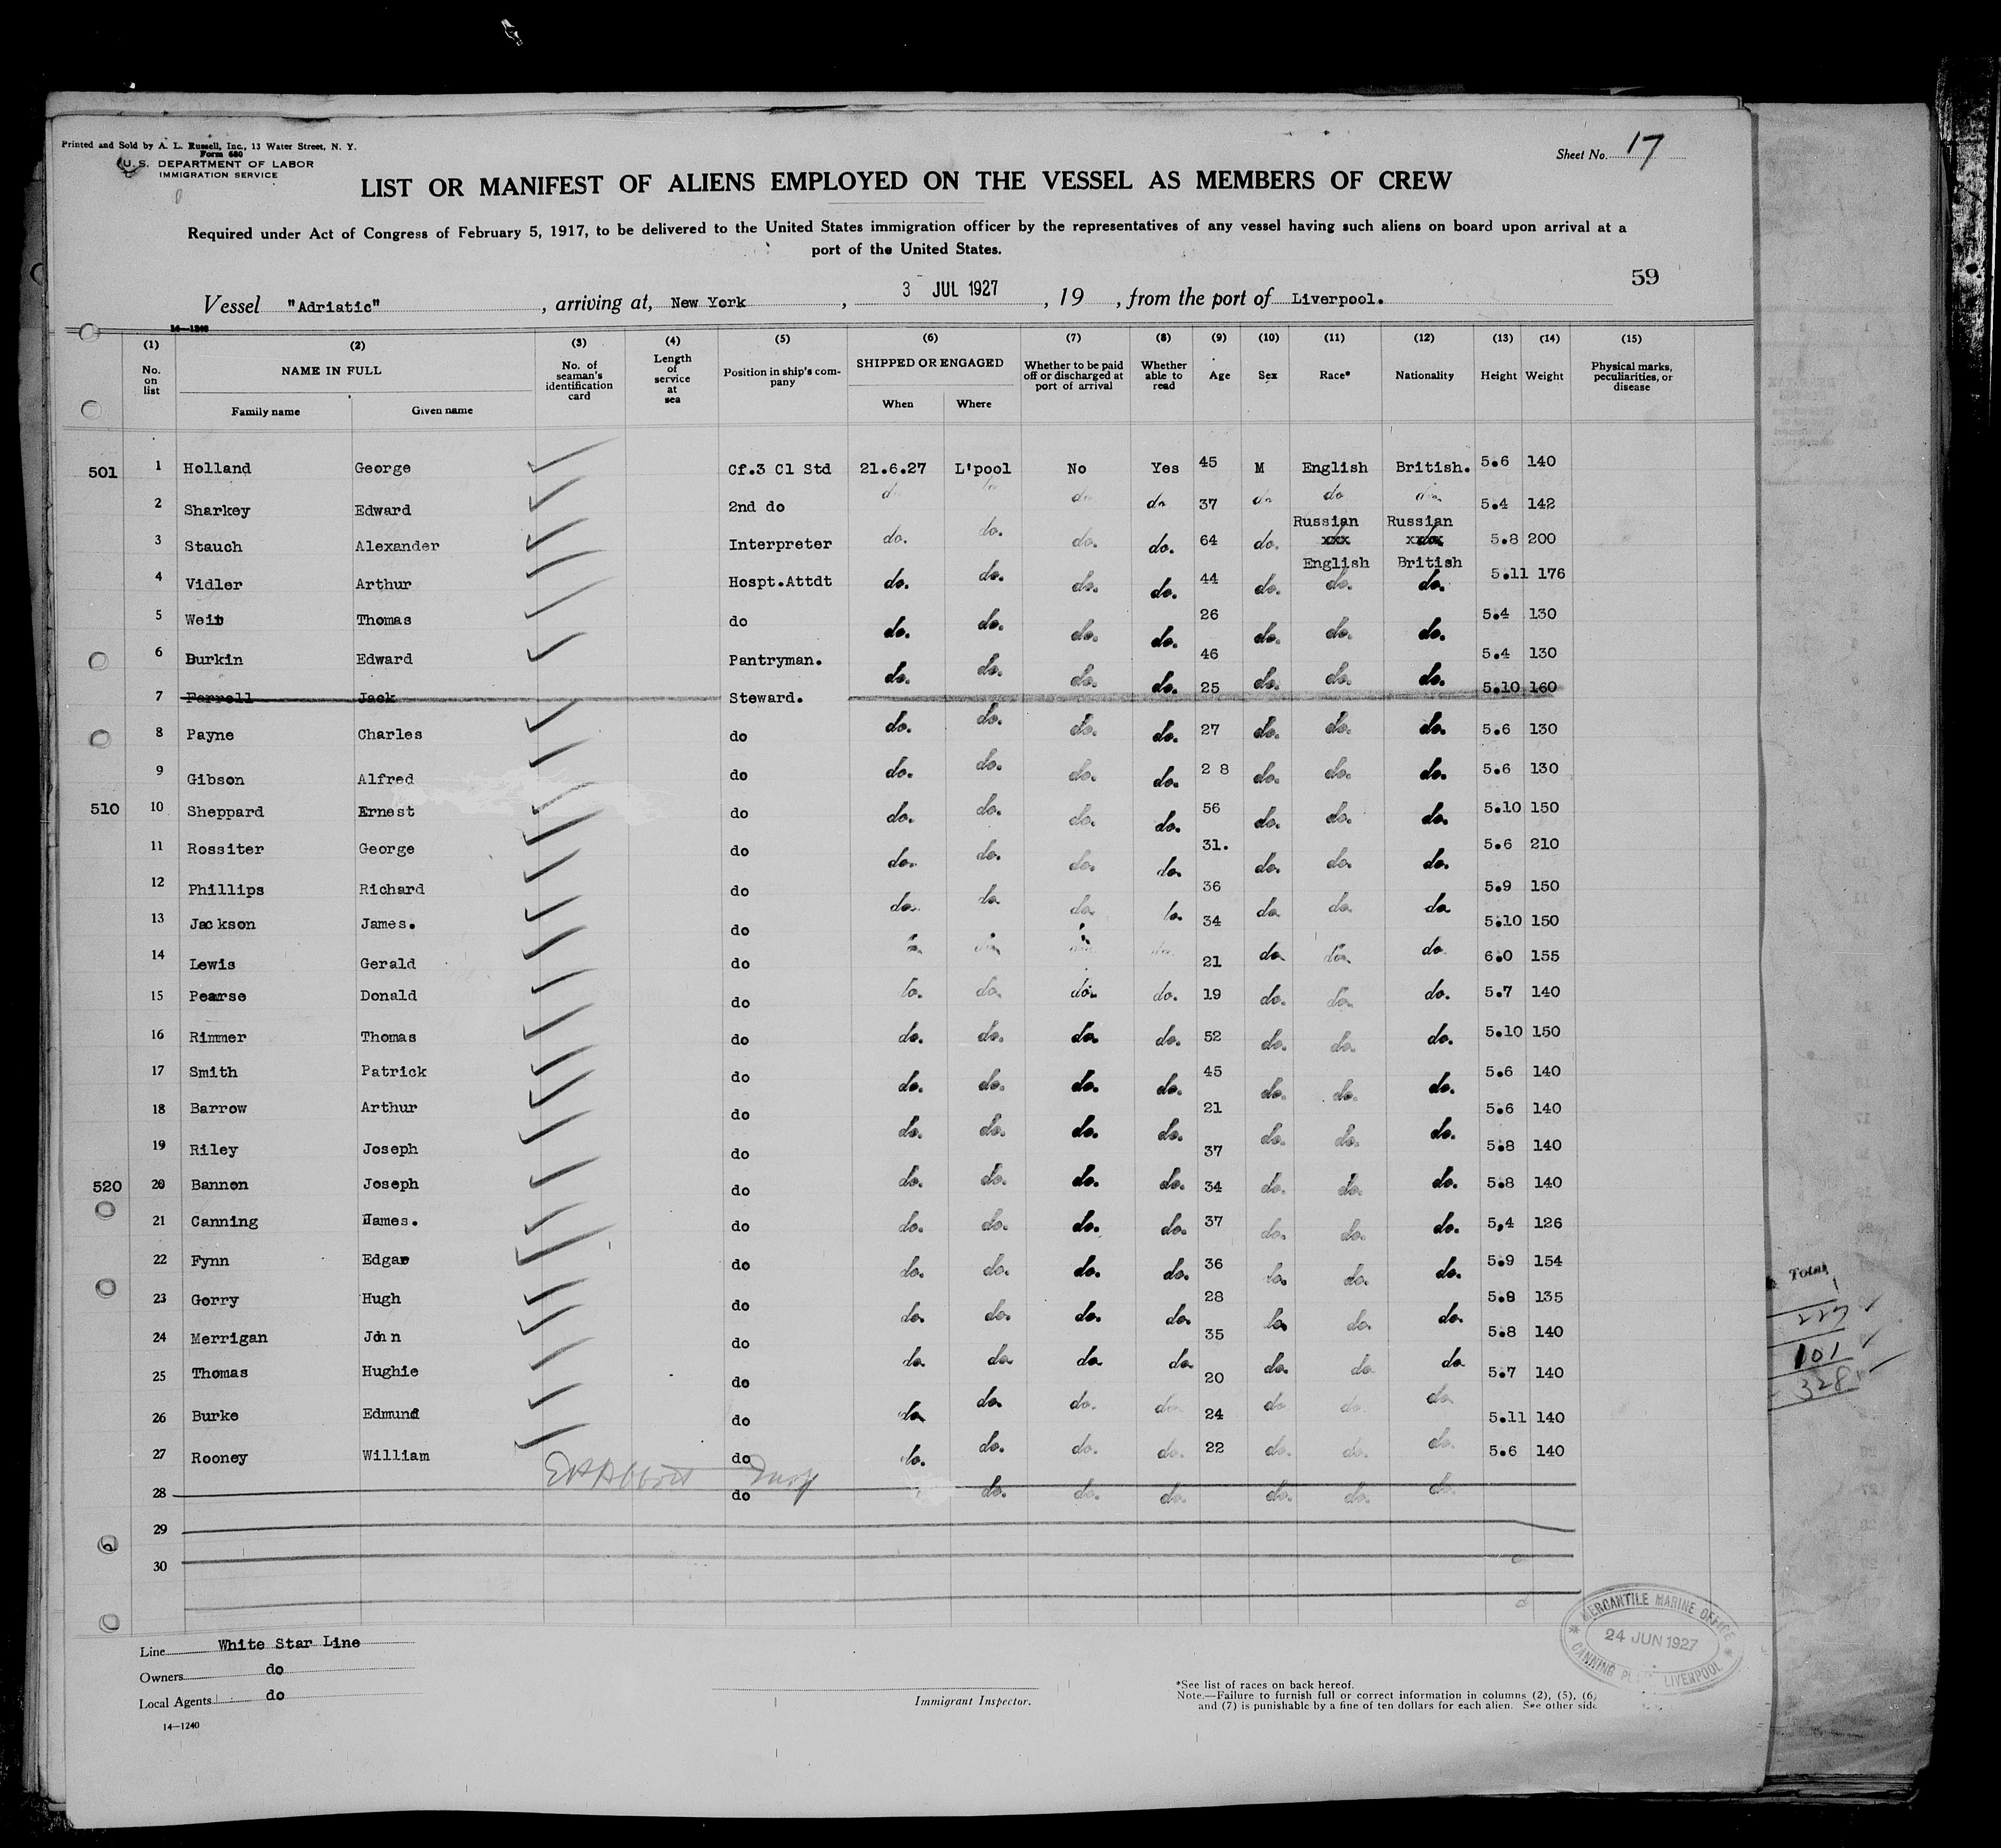 Printed and Sold by A. L. Russell, Inc., 13 Water Street, N. Y.
Form 680
U. S. DEPARTMENT OF LABOR
IMMIGRATION SERVICE
Sheet No. 17
LIST OR MANIFEST OF ALIENS EMPLOYED ON THE VESSEL AS MEMBERS OF CREW
Required under Act of Congress of February 5, 1917, to be delivered to the United States immigration officer by the representatives of any vessel having such aliens on board upon arrival at a
port of the United States.
59
Vessel "Adriatic", arriving at, New York, 3 JUL 1927, 19 , from the port of Liverpool.
14—1240
(1) (2) (3) (4) (5) (6) (7) (8) (9) (10) (11) (12) (13) (14) (15)
No. on list NAME IN FULL No. of seaman's identification card Length of service at sea Position in ship's company SHIPPED OR ENGAGED Whether to be paid off or discharged at port of arrival Whether able to read Age Sex Race* Nationality Height Weight Physical marks, peculiarities, or disease
Family name Given name When Where
501 1 Holland George Cf.3 Cl Std 21.6.27 L'pool No Yes 45 M English British. 5.6 140
2 Sharkey Edward 2nd do do do do do 37 do do do 5.4 142
Russian Russian
3 Stauch Alexander Interpreter do. do. do. do. 64 do. xxx xxx 5.8 200
English British
4 Vidler Arthur Hospt.Attdt do. do. do. do. 44 do. do. do. 5.11 176
5 Weir Thomas do do. do. do. do. 26 do. do. do. 5.4 130
6 Burkin Edward Pantryman. do. do. do. do. 46 do. do. do. 5.4 130
7 Farrell Jack Steward. 25 5.10 160
8 Payne Charles do do. do. do. do. 27 do. do. do. 5.6 130
9 Gibson Alfred do do. do. do. do. 2 8 do. do. do. 5.6 130
510 10 Sheppard Ernest do do. do. do. do. 56 do. do. do. 5.10 150
11 Rossiter George do do. do. do. do. 31. do. do. do. 5.6 210
12 Phillips Richard do do. do. do. do. 36 do. do. do 5.9 150
13 Jackson James. do 34 5.10 150
14 Lewis Gerald do 21 do do do 6.0 155
15 Pearse Donald do do. do. do. do. 19 do. do. do. 5.7 140
16 Rimmer Thomas do do. do. do. do. 52 do. do. do. 5.10 150
17 Smith Patrick do do. do. do. do. 45 do. do. do. 5.6 140
18 Barrow Arthur do do. do. do. do. 21 do. do. do. 5.6 140
19 Riley Joseph do 37 5.8 140
520 20 Bannon Joseph do do. do. do. do. 34 do. do. do. 5.8 140
21 Canning James. do do. do. do. do. 37 do. do. do. 5,4 126
22 Fynn Edgar do do. do. do. do. 36 do. do. do. 5.9 154
23 Gorry Hugh do do. do. do. do. 28 do. do. do. 5.8 135
24 Merrigan John do do do do do 35 do do do 5.8 140
25 Thomas Hughie do 20 5.7 140
26 Burke Edmund do do do do. do 24 do. do. do. 5.11 140
27 Rooney William do do. do. do. do. 22 do. do. do. 5.6 140
28 do do. do. do. do. do. do.
29
30
Total
227
101
328
Line White Star Line
Owners do
Local Agents do
14—1240
Immigrant Inspector.
*See list of races on back hereof.
Note.—Failure to furnish full or correct information in columns (2), (5), (6)
and (7) is punishable by a fine of ten dollars for each alien. See other side
MERCANTILE MARINE OFFICE
24 JUN 1927
CANNING LIVERPOOL